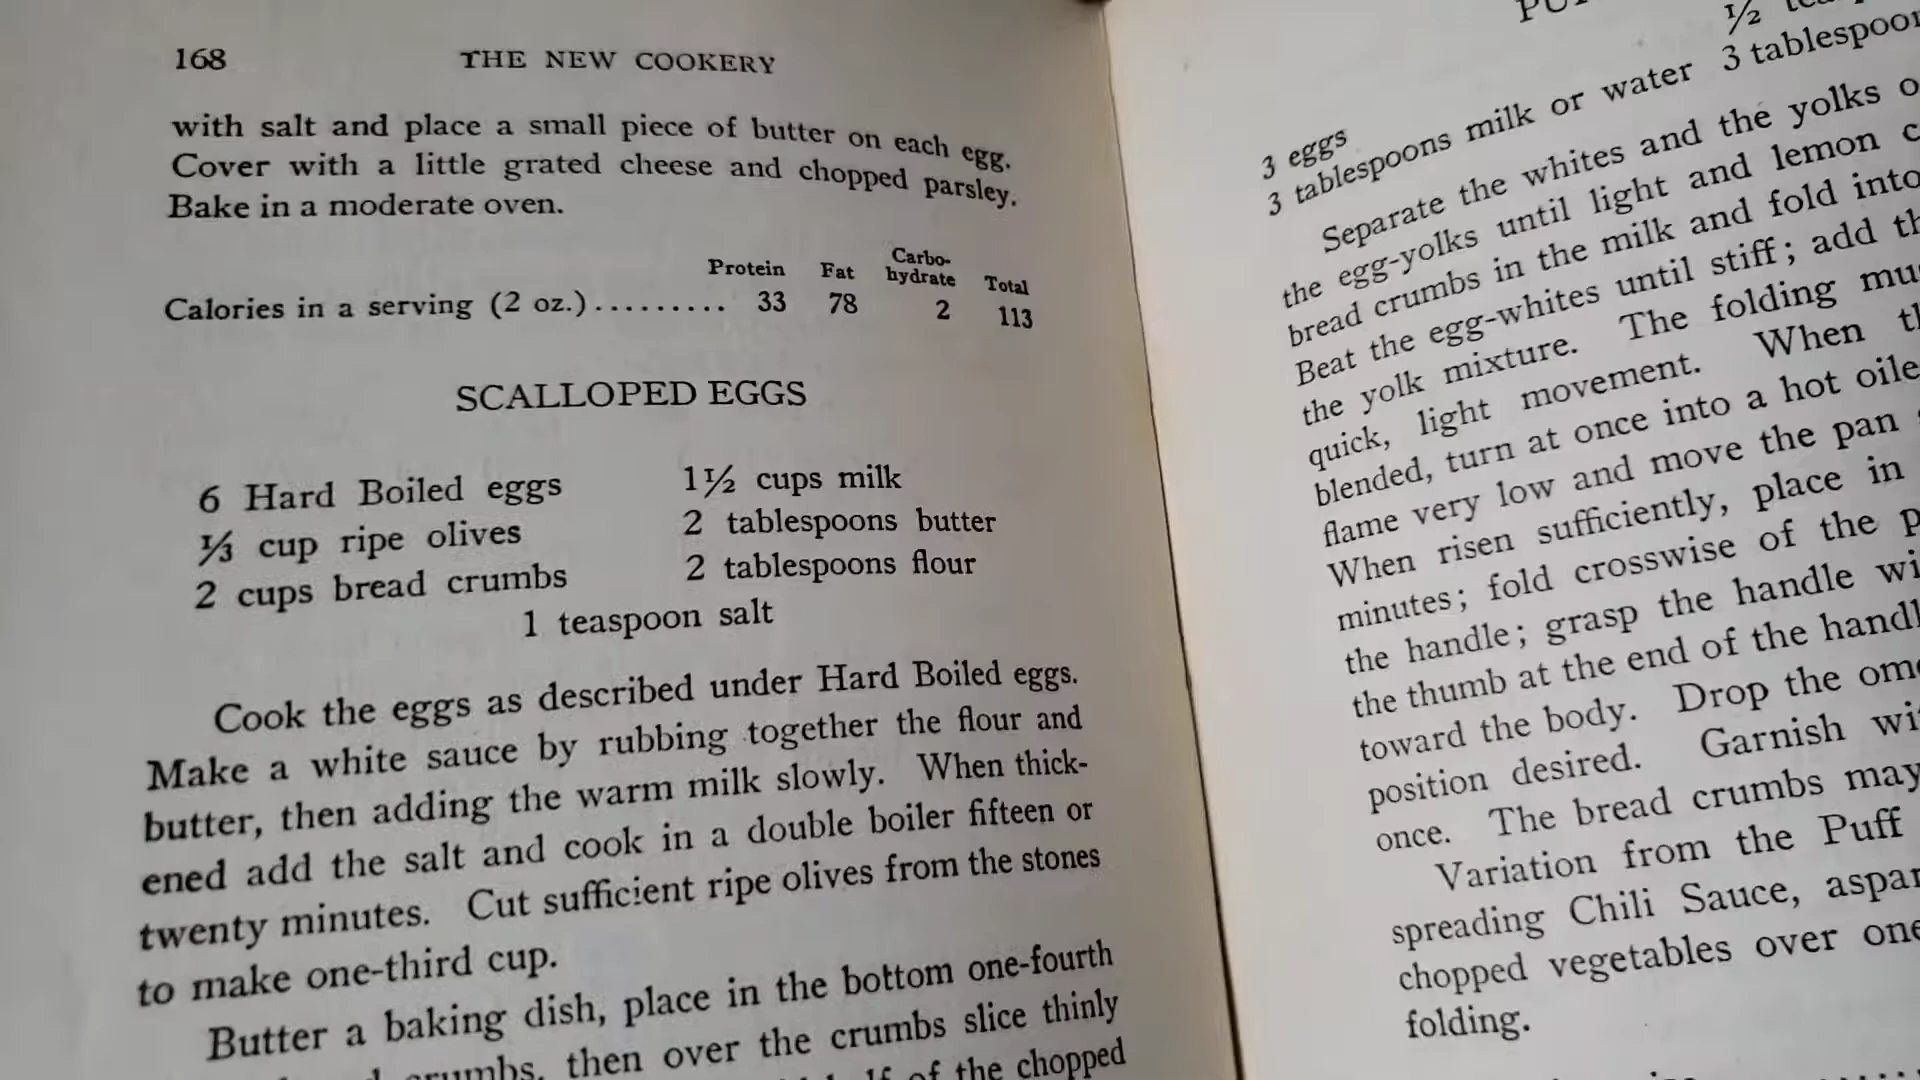 168 THE NEW COOKERY
with salt and place a small piece of butter on each egg.
Cover with a little grated cheese and chopped parsley.
Bake in a moderate oven.
Protein Fat Carbo-hydrate Total
Calories in a serving (2 oz.)......... 33 78 2 113
SCALLOPED EGGS
6 Hard Boiled eggs
⅓ cup ripe olives
2 cups bread crumbs
1½ cups milk
2 tablespoons butter
2 tablespoons flour
1 teaspoon salt
Cook the eggs as described under Hard Boiled eggs.
Make a white sauce by rubbing together the flour and
butter, then adding the warm milk slowly. When thick-
ened add the salt and cook in a double boiler fifteen or
twenty minutes. Cut sufficient ripe olives from the stones
to make one-third cup.
Butter a baking dish, place in the bottom one-fourth
crumbs, then over the crumbs slice thinly
of the chopped
½
3 eggs
3 tablespoons milk or water 3
Separate the whites and the yolks
the egg-yolks until light and lemon
bread crumbs in the milk and fold into
Beat the egg-whites until stiff; add
the yolk mixture. The folding
quick, light movement. When
blended, turn at once into a hot
flame very low and move the pan
When risen sufficiently, place in
minutes; fold crosswise of the
the handle; grasp the handle
the thumb at the end of the
toward the body. Drop the
position desired. Garnish
once. The bread crumbs may
Variation from the Puff
spreading Chili Sauce,
chopped vegetables over
folding.